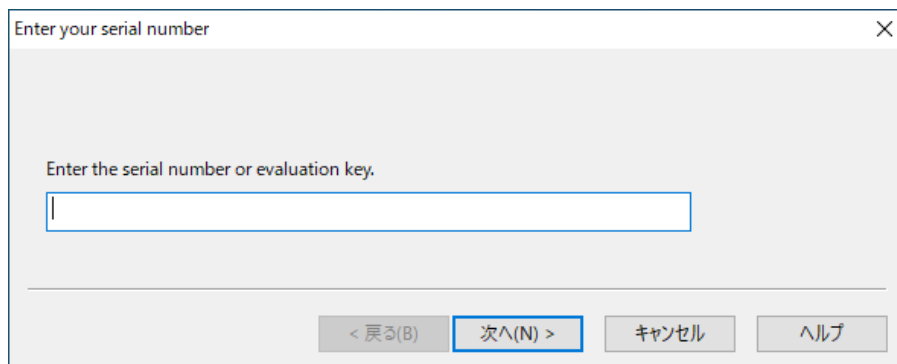 Enter your serial number
Enter the serial number or evaluation key.
< 戻る(B) 次へ(N) > キャンセル ヘルプ